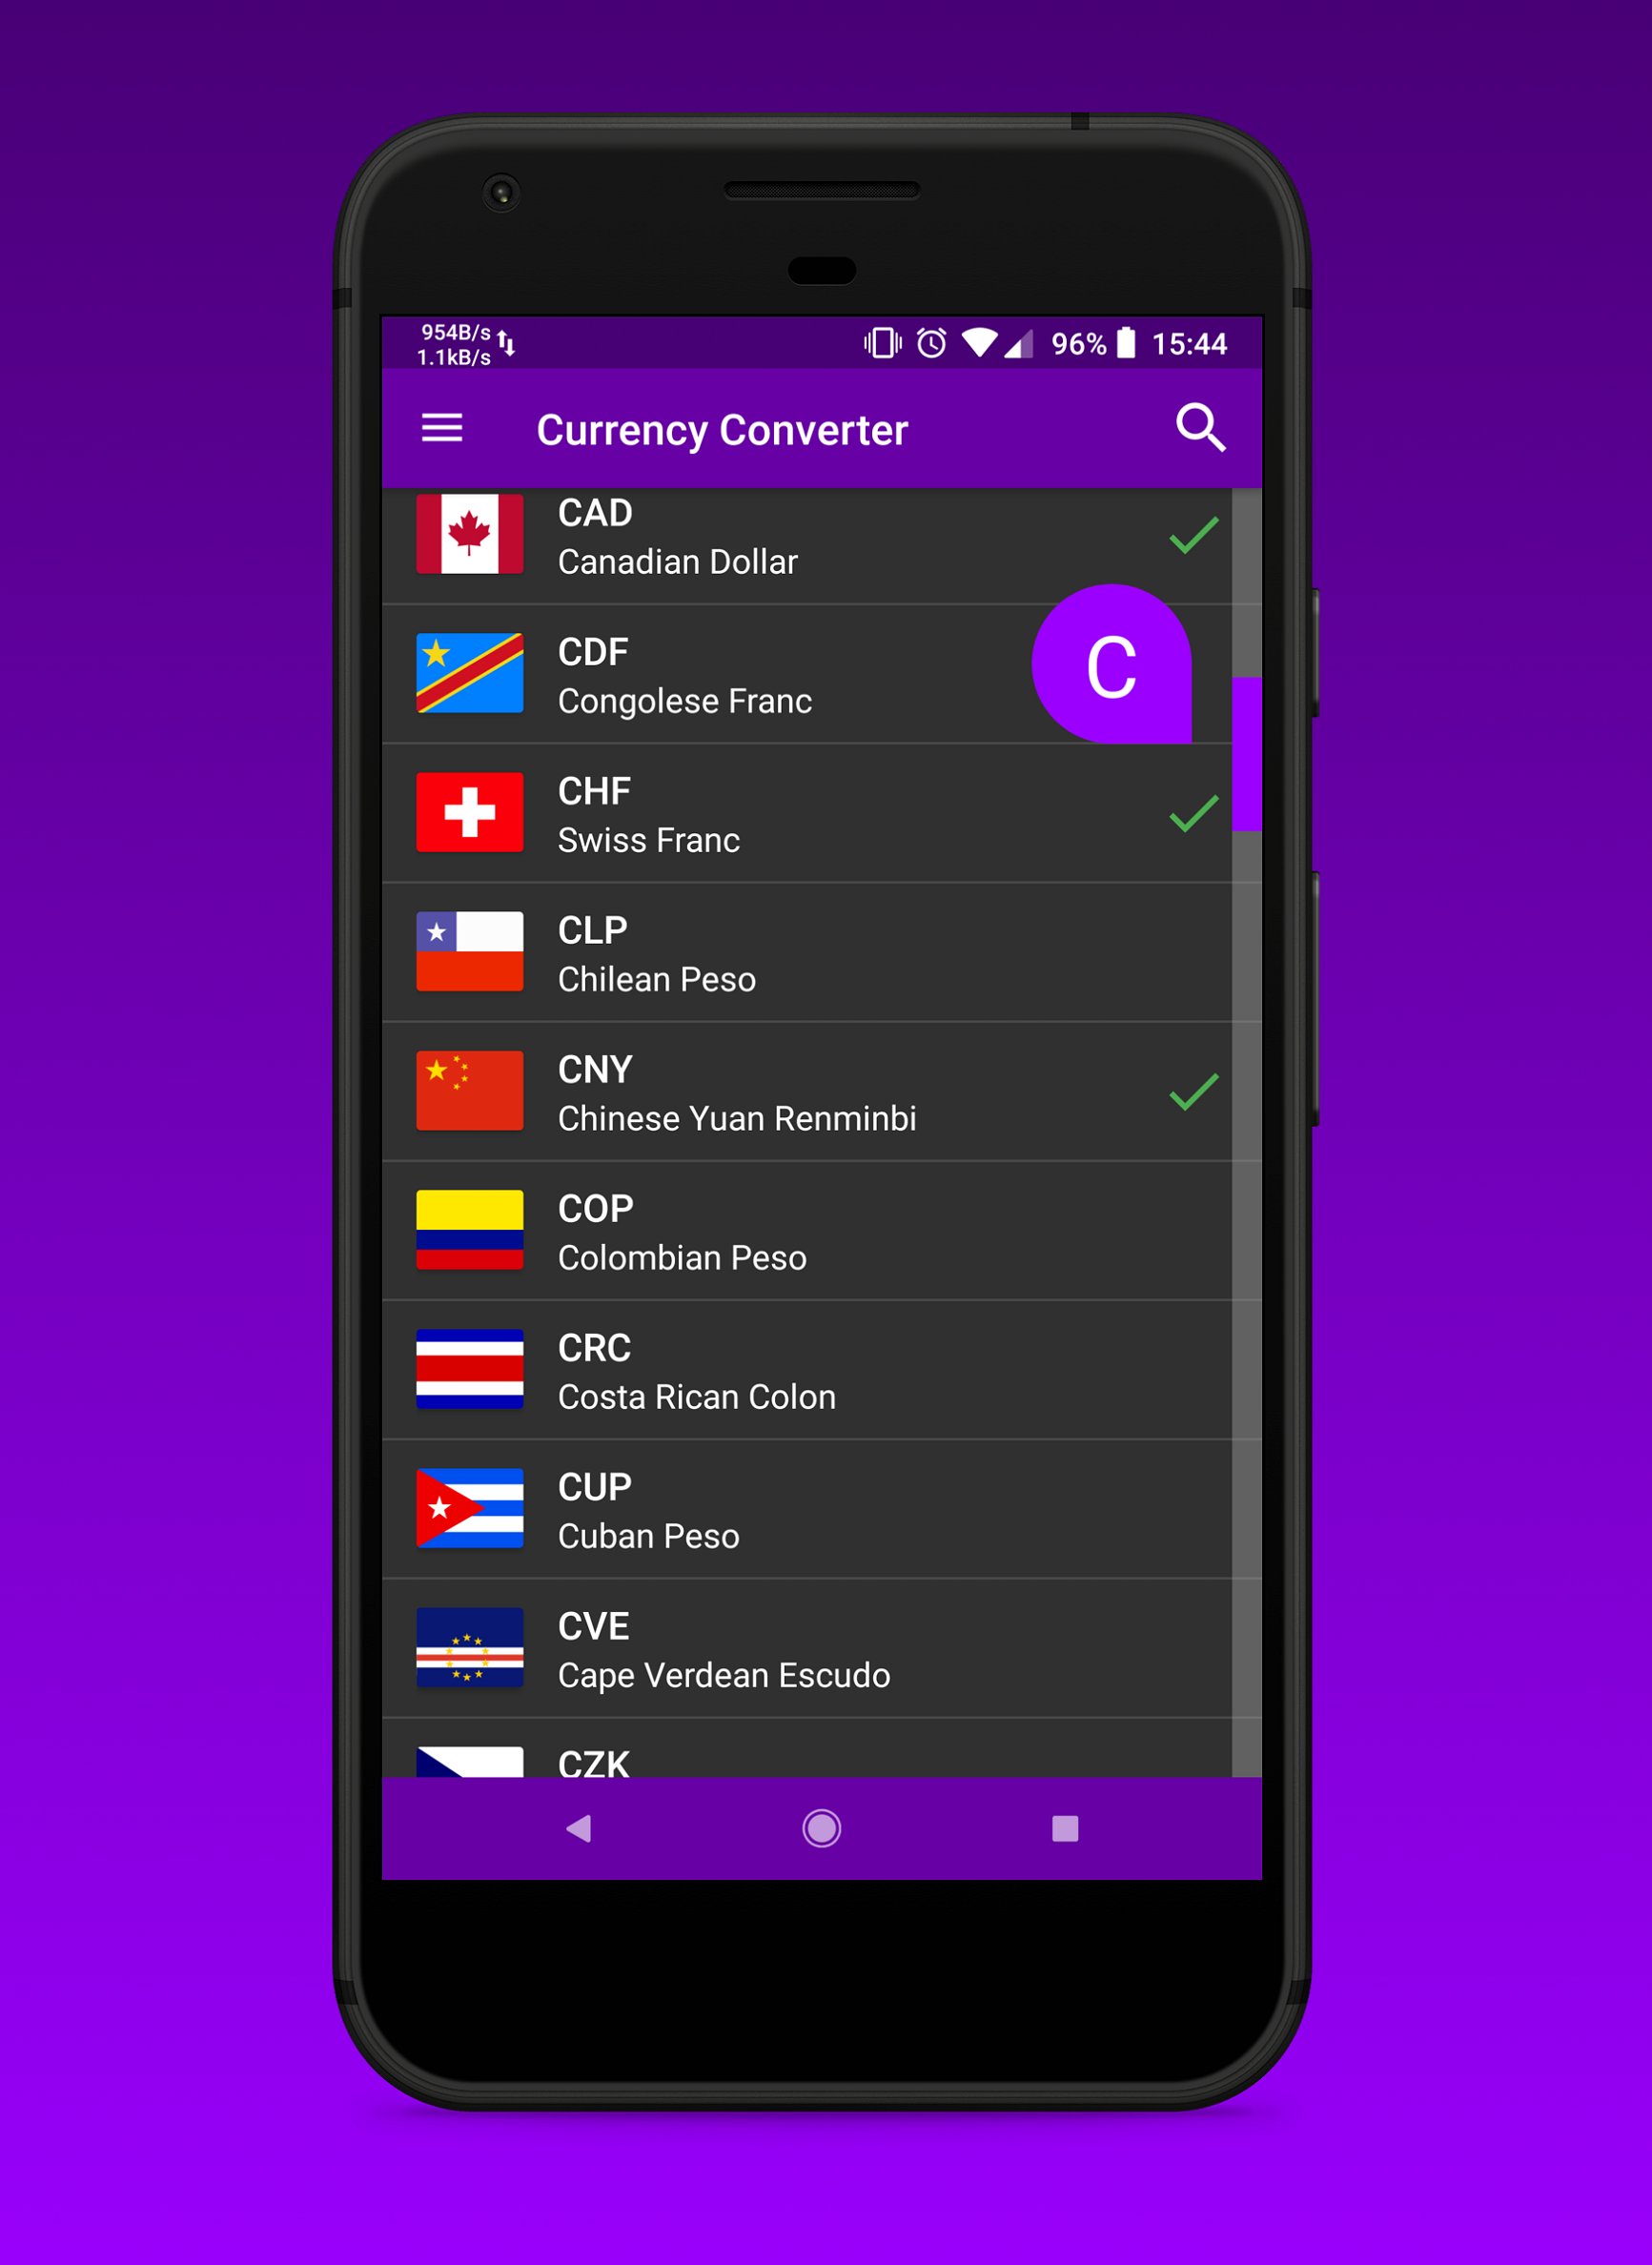 954B/s
1.1kB/s
96% 15:44
Currency Converter
CAD
Canadian Dollar
CDF
Congolese Franc
C
CHF
Swiss Franc
CLP
Chilean Peso
CNY
Chinese Yuan Renminbi
COP
Colombian Peso
CRC
Costa Rican Colon
CUP
Cuban Peso
CVE
Cape Verdean Escudo
CZK